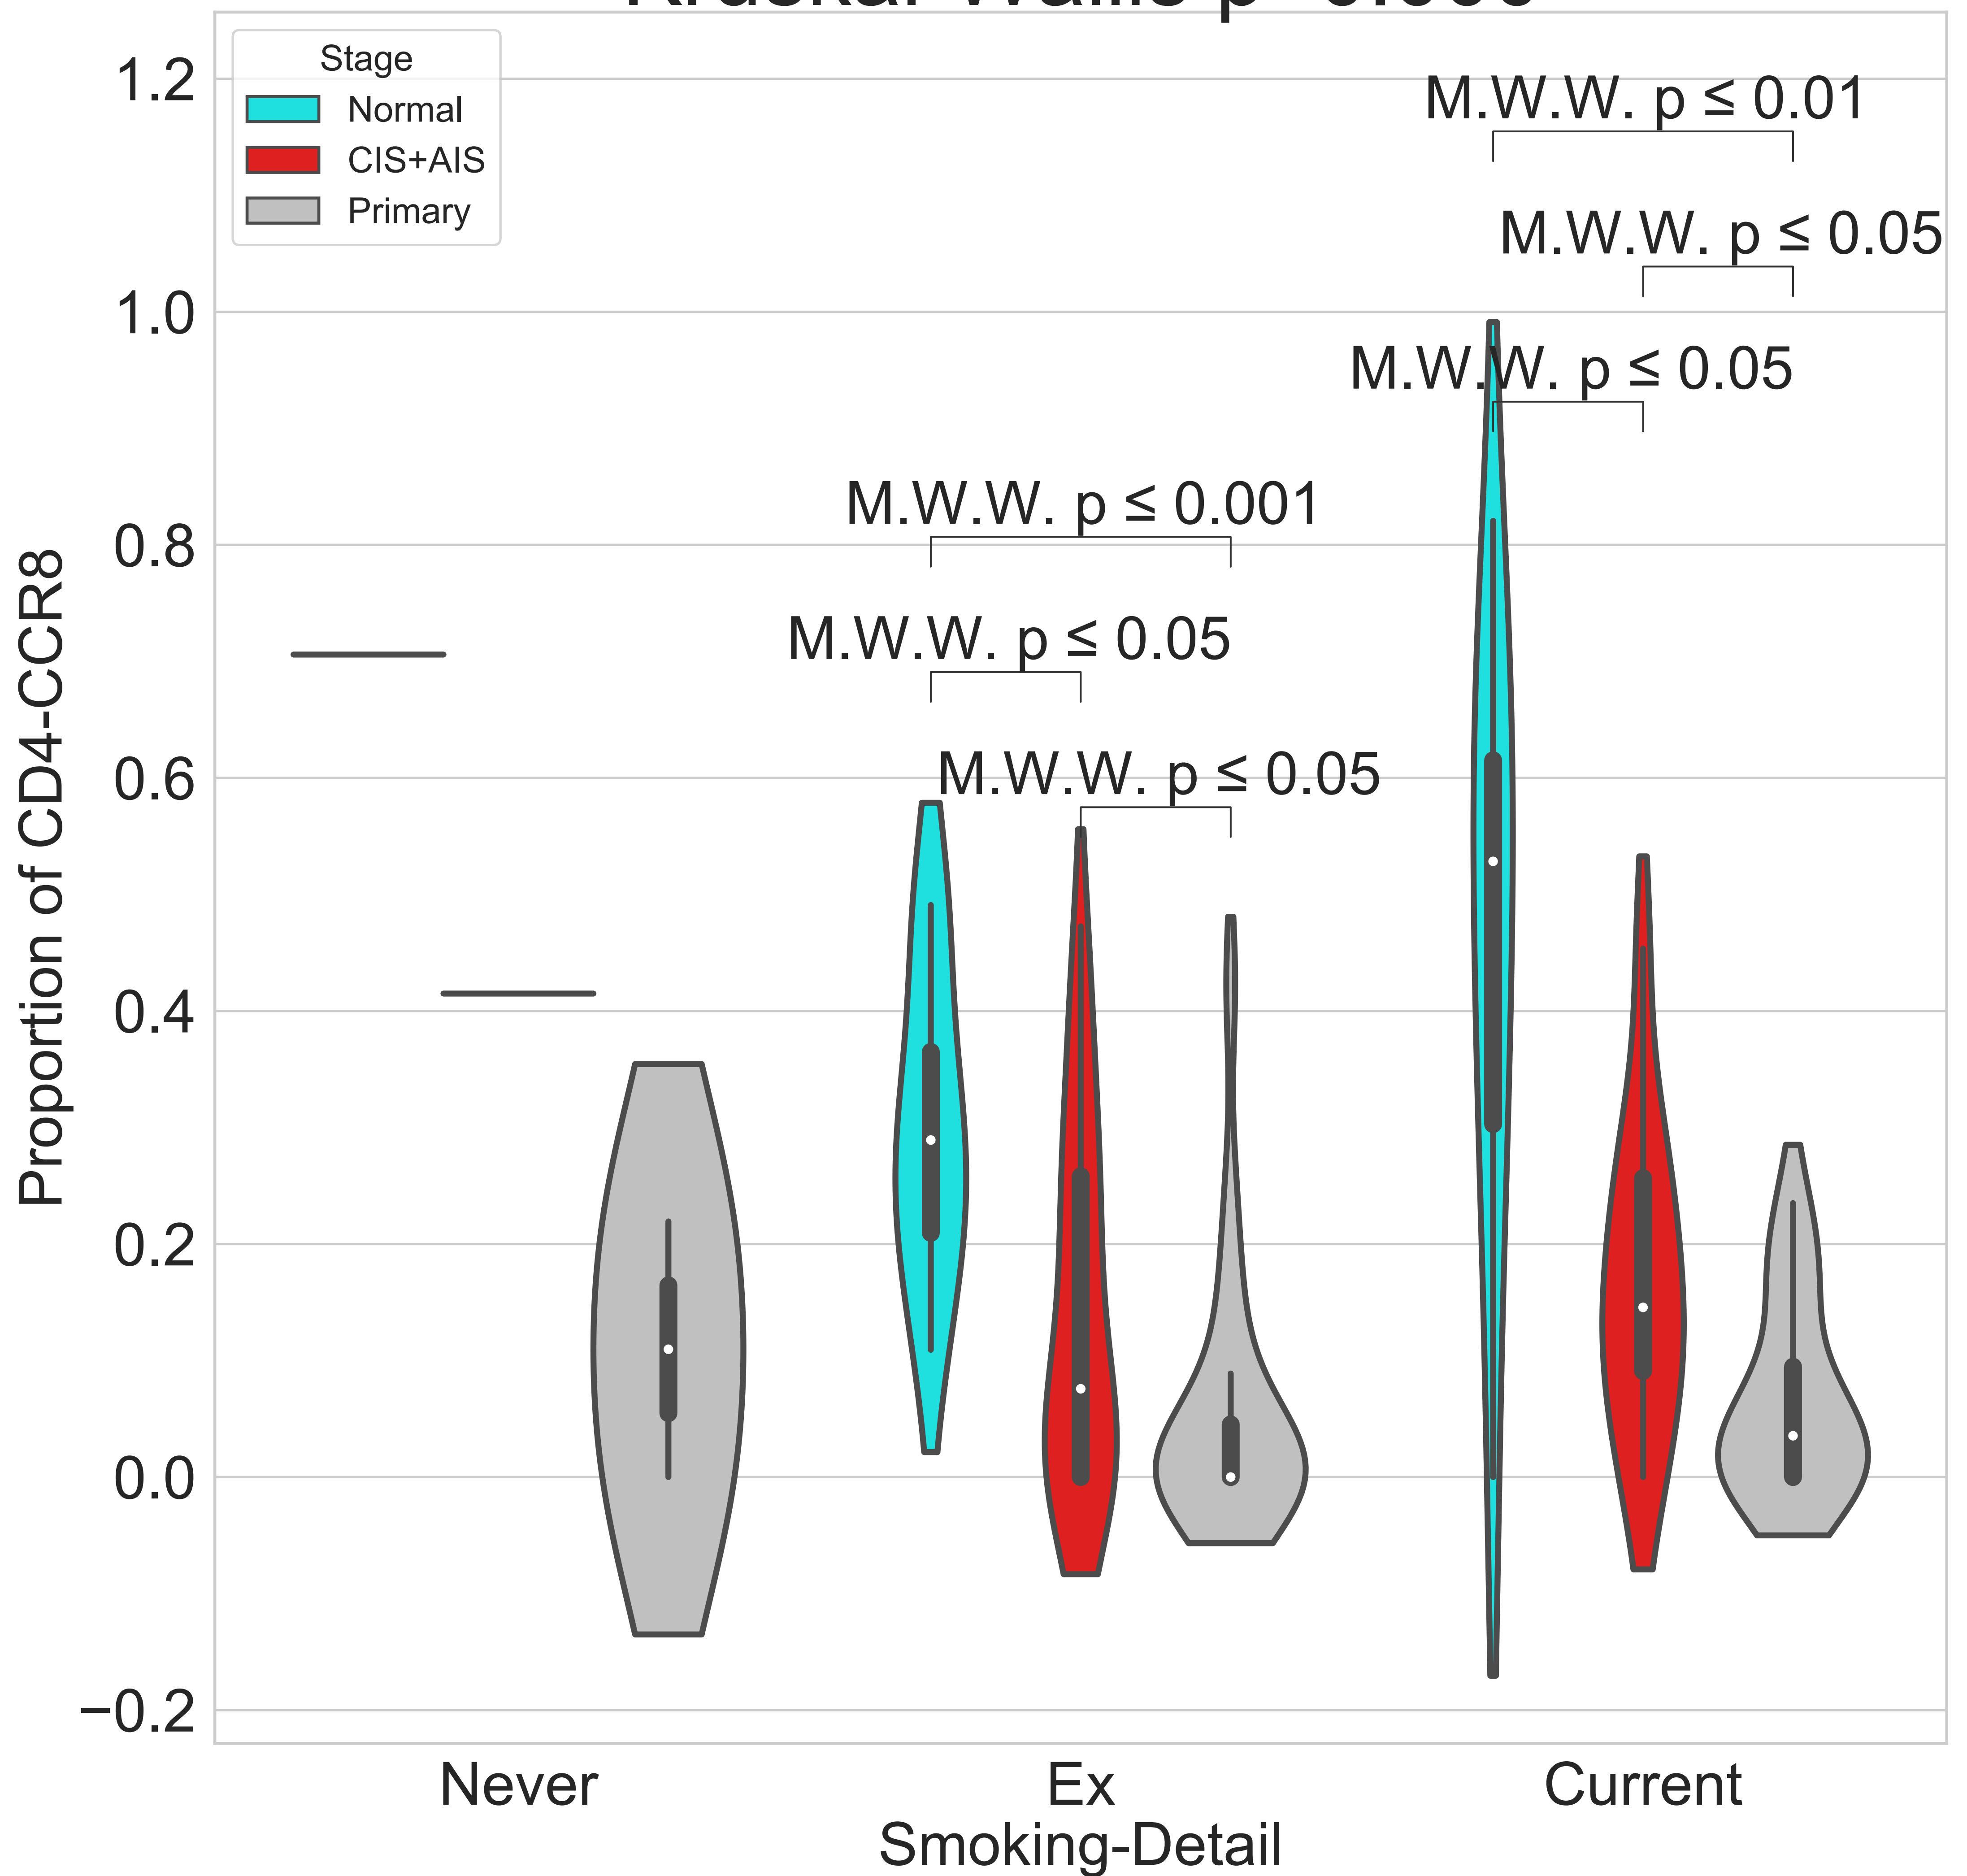 Stage
Normal
CIS+AIS
Primary
M.W.W. p ≤ 0.01
M.W.W. p ≤ 0.05
M.W.W. p ≤ 0.05
M.W.W. p ≤ 0.001
M.W.W. p ≤ 0.05
M.W.W. p ≤ 0.05
Proportion of CD4-CCR8
1.2
1.0
0.8
0.6
0.4
0.2
0.0
−0.2
Never
Ex
Current
Smoking-Detail